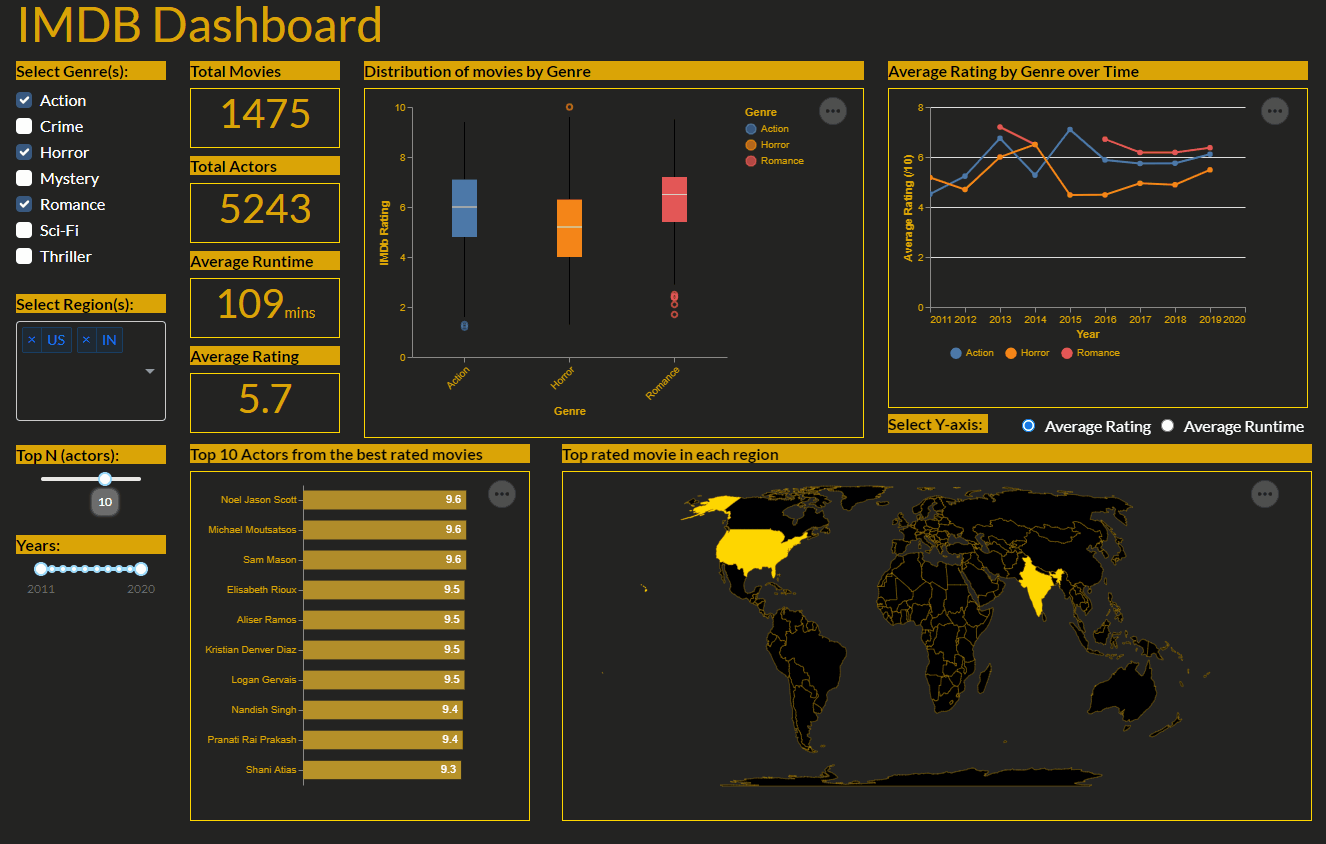 IMDB Dashboard
Select Genre(s):
Action
Crime
Horror
Mystery
Romance
Sci-Fi
Thriller
Select Region(s):
× US × IN
Top N (actors):
10
Years:
2011 2020
Total Movies
1475
Total Actors
5243
Average Runtime
109mins
Average Rating
5.7
Distribution of movies by Genre
IMDb Rating
10
8
6
4
2
0
Action Horror Romance
Genre
Genre
Action
Horror
Romance
Average Rating by Genre over Time
Average Rating (/10)
8
6
4
2
0
2011 2012 2013 2014 2015 2016 2017 2018 2019 2020
Year
Action Horror Romance
Select Y-axis: Average Rating Average Runtime
Top 10 Actors from the best rated movies
Noel Jason Scott 9.6
Michael Moutsatsos 9.6
Sam Mason 9.6
Elisabeth Rioux 9.5
Aliser Ramos 9.5
Kristian Denver Diaz 9.5
Logan Gervais 9.5
Nandish Singh 9.4
Pranati Rai Prakash 9.4
Shani Atias 9.3
Top rated movie in each region